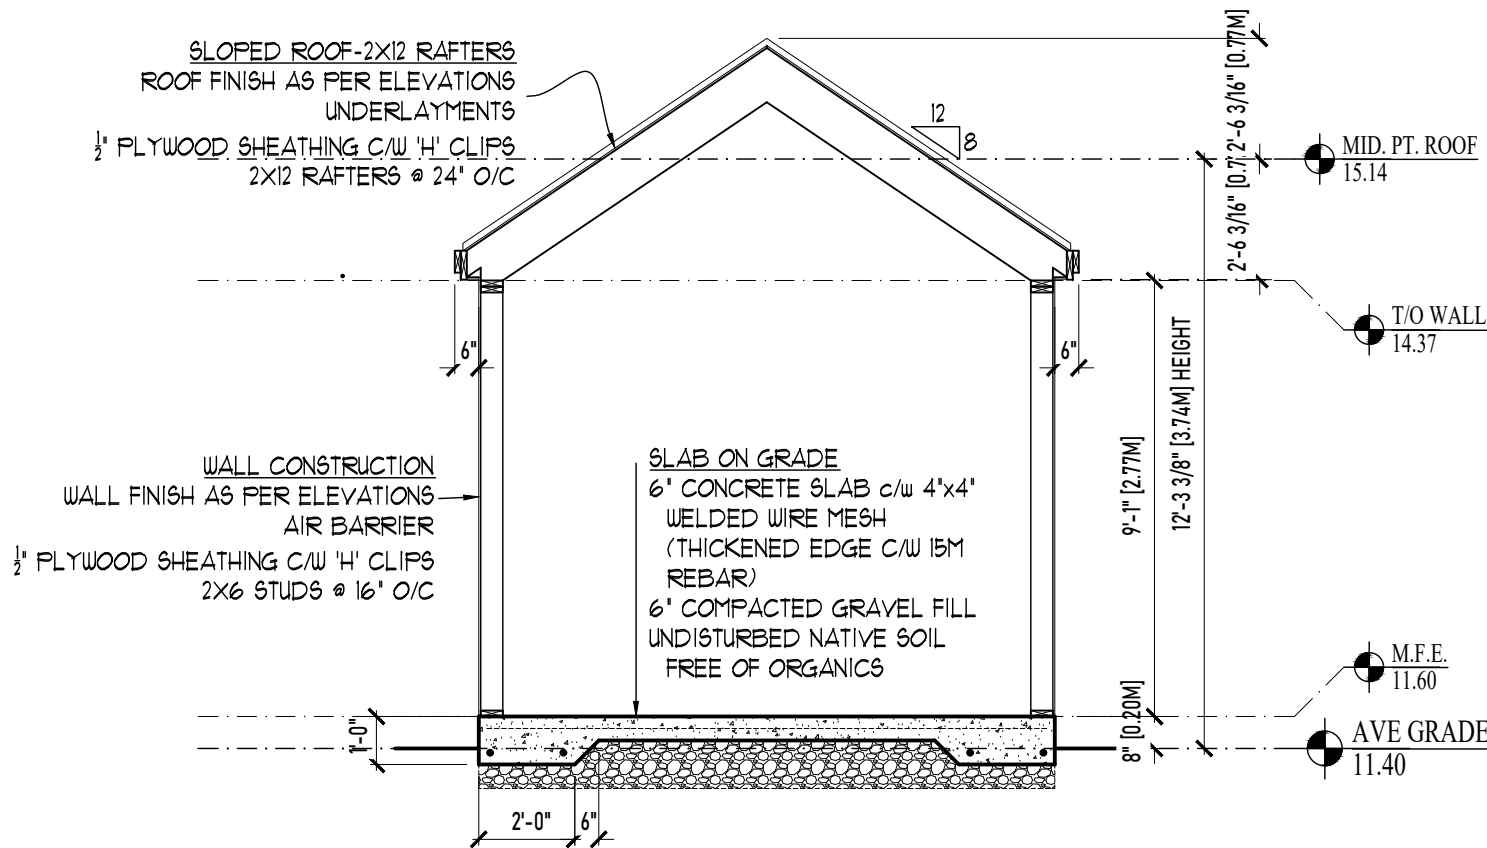 SLOPED ROOF-2X12 RAFTERS
ROOF FINISH AS PER ELEVATIONS
UNDERLAYMENTS
½" PLYWOOD SHEATHING C/W 'H' CLIPS
2X12 RAFTERS @ 24" O/C
12
8
2'-6 3/16" [0.77M]
2'-6 3/16" [0.7
MID. PT. ROOF
15.14
T/O WALL
14.37
6"
6"
WALL CONSTRUCTION
WALL FINISH AS PER ELEVATIONS
AIR BARRIER
½" PLYWOOD SHEATHING C/W 'H' CLIPS
2X6 STUDS @ 16" O/C
SLAB ON GRADE
6" CONCRETE SLAB c/w 4"x4"
WELDED WIRE MESH
(THICKENED EDGE C/W 15M
REBAR)
6" COMPACTED GRAVEL FILL
UNDISTURBED NATIVE SOIL
FREE OF ORGANICS
9'-1" [2.77M]
12'-3 3/8" [3.74M] HEIGHT
M.F.E.
11.60
8" [0.20M]
AVE GRADE
11.40
1'-0"
2'-0"
6"